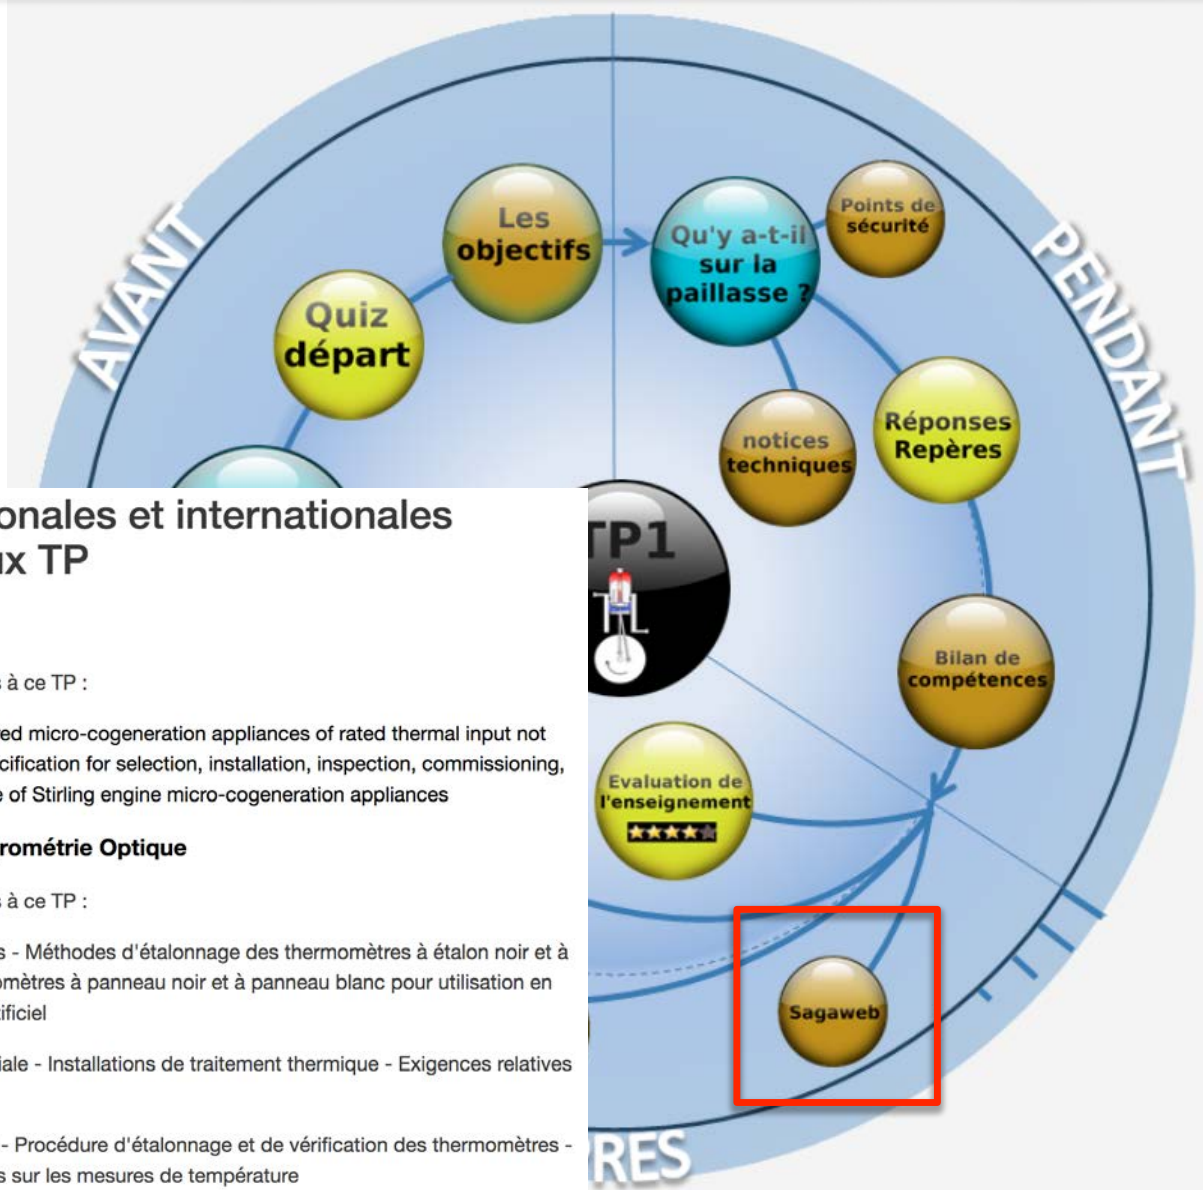 AVANT
PENDANT
Les
objectifs
Qu'y a-t-il
sur la
paillasse ?
Points de
sécurité
Quiz
départ
notices
techniques
Réponses
Repères
TP1
Bilan de
compétences
Evaluation de
l'enseignement
Sagaweb
RES
onales et internationales
ux TP
s à ce TP :
ed micro-cogeneration appliances of rated thermal input not
cification for selection, installation, inspection, commissioning,
e of Stirling engine micro-cogeneration appliances
rométrie Optique
s à ce TP :
s - Méthodes d'étalonnage des thermomètres à étalon noir et à
omètres à panneau noir et à panneau blanc pour utilisation en
tificiel
iale - Installations de traitement thermique - Exigences relatives
- Procédure d'étalonnage et de vérification des thermomètres -
s sur les mesures de température